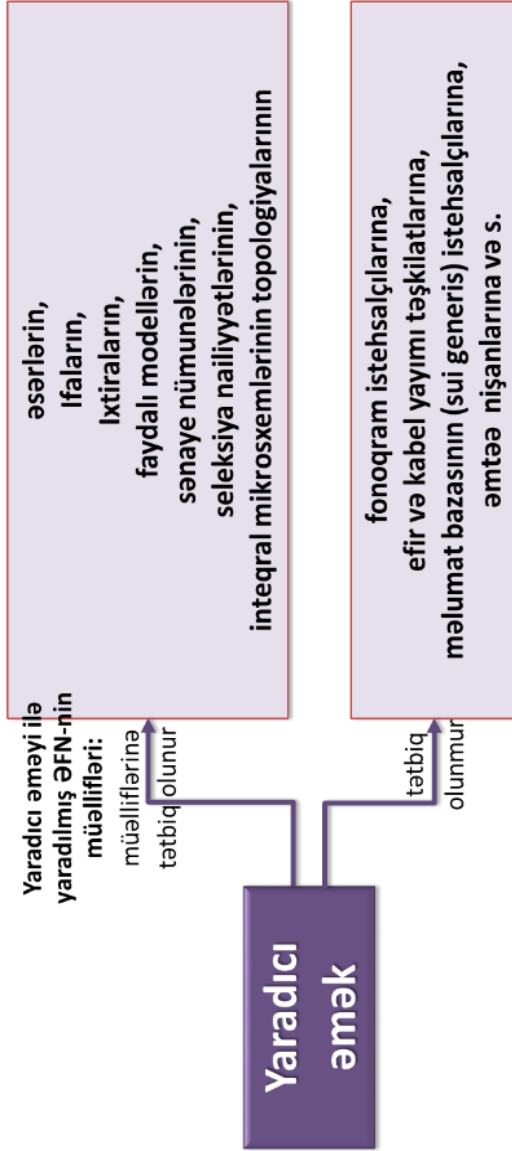 Yaradıcı əməyi ilə
yaradılmış ƏFN-nin
müəllifləri:
müəlliflərinə
tətbiq olunur
əsərlərin,
Ifaların,
Ixtiraların,
faydalı modellərin,
sənaye nümunələrinin,
seleksiya nailiyyətlərinin,
inteqral mikrosxemlərinin topologiyalarının
Yaradıcı
əmək
tətbiq
olunmur
fonoqram istehsalçılarına,
efir və kabel yayımı təşkilatlarına,
məlumat bazasının (sui generis) istehsalçılarına,
əmtəə nişanlarına və s.